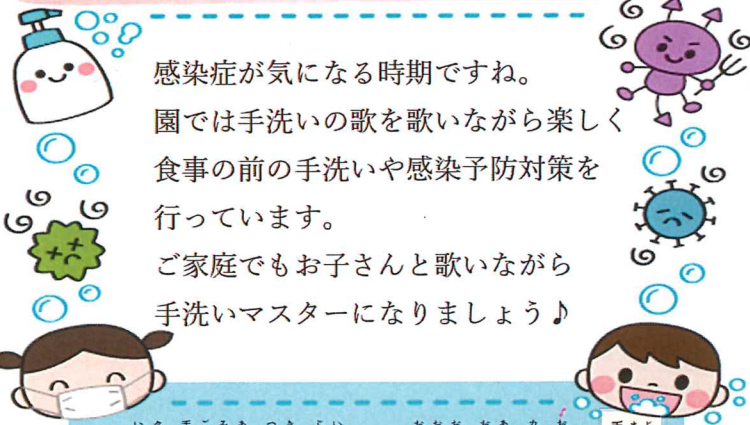 感染症が気になる時期ですね。
園では手洗いの歌を歌いながら楽しく
食事の前の手洗いや感染予防対策を
行っています。
ご家庭でもお子さんと歌いながら
手洗いマスターになりましょう♪